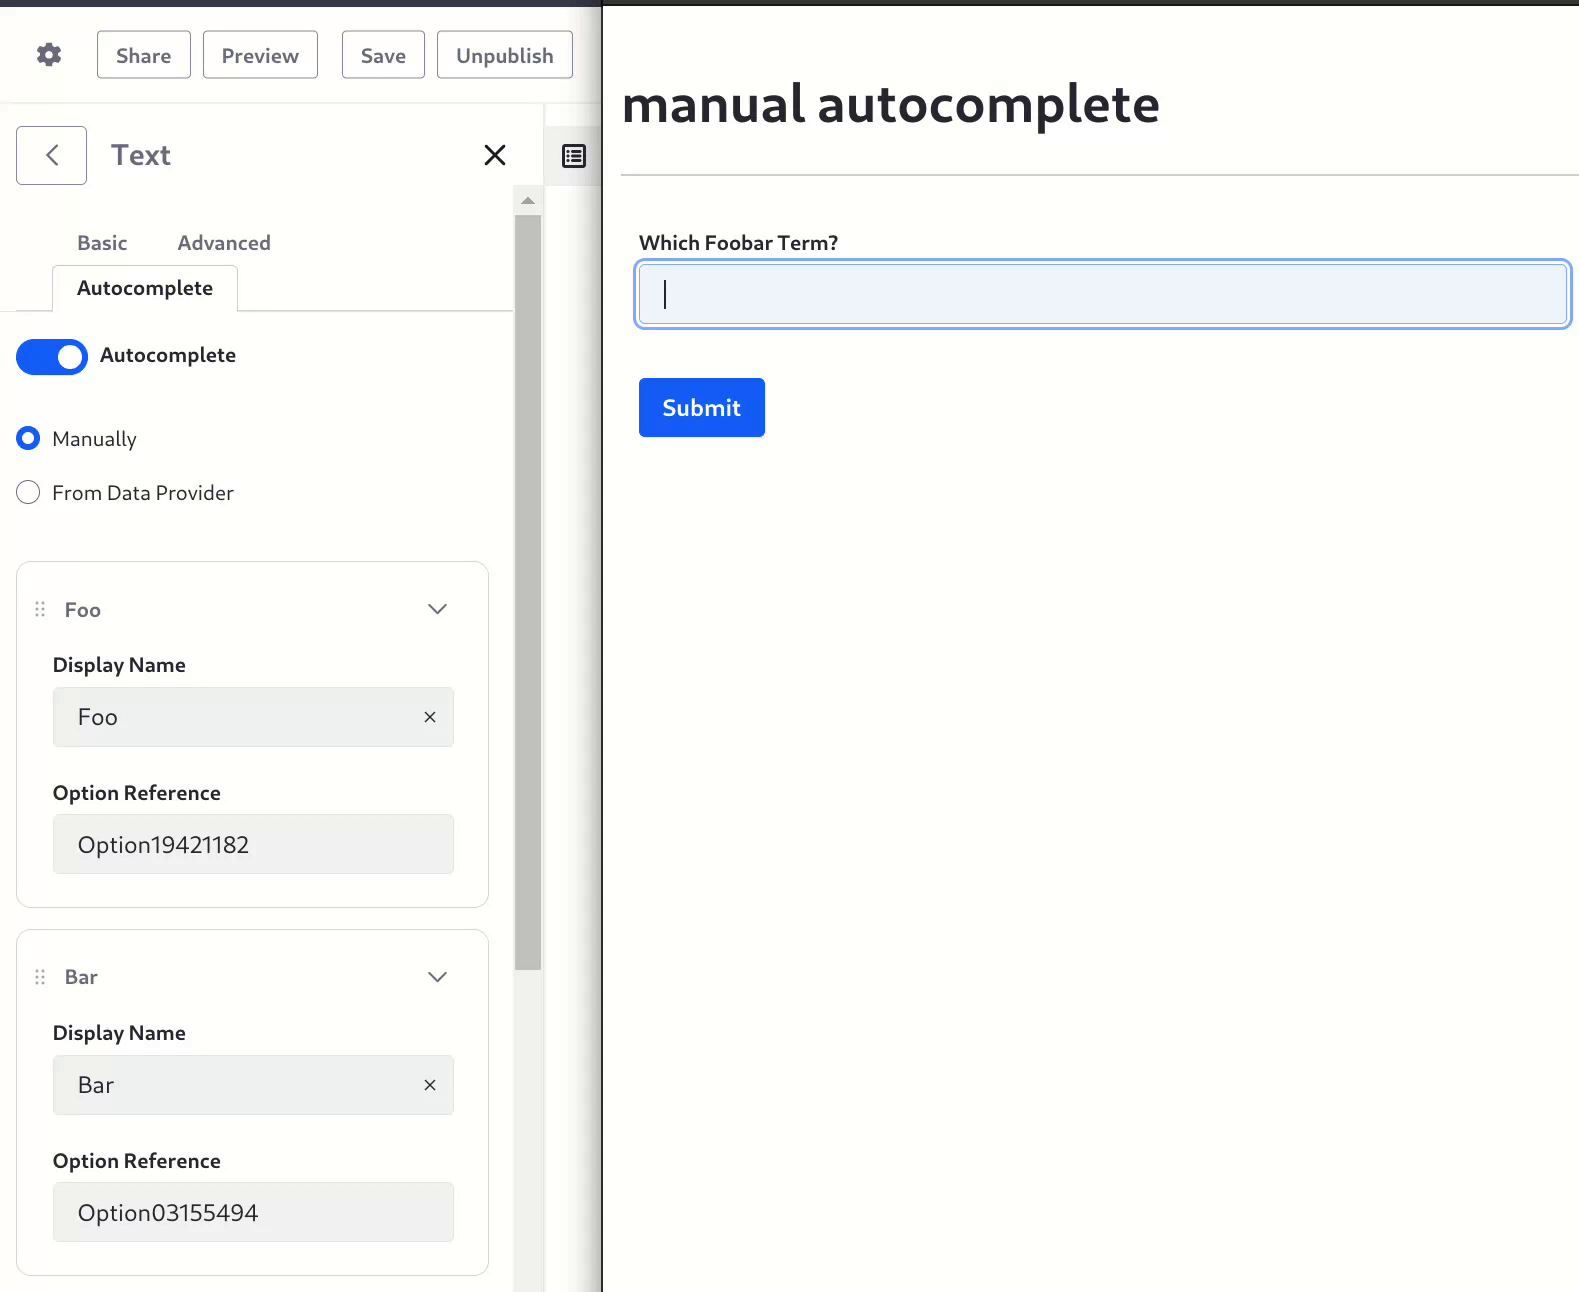 Share Preview Save Unpublish
Text
Basic Advanced
Autocomplete
Autocomplete
Manually
From Data Provider
Foo
Display Name
Foo
Option Reference
Option19421182
Bar
Display Name
Bar
Option Reference
Option03155494
manual autocomplete
Which Foobar Term?
Submit